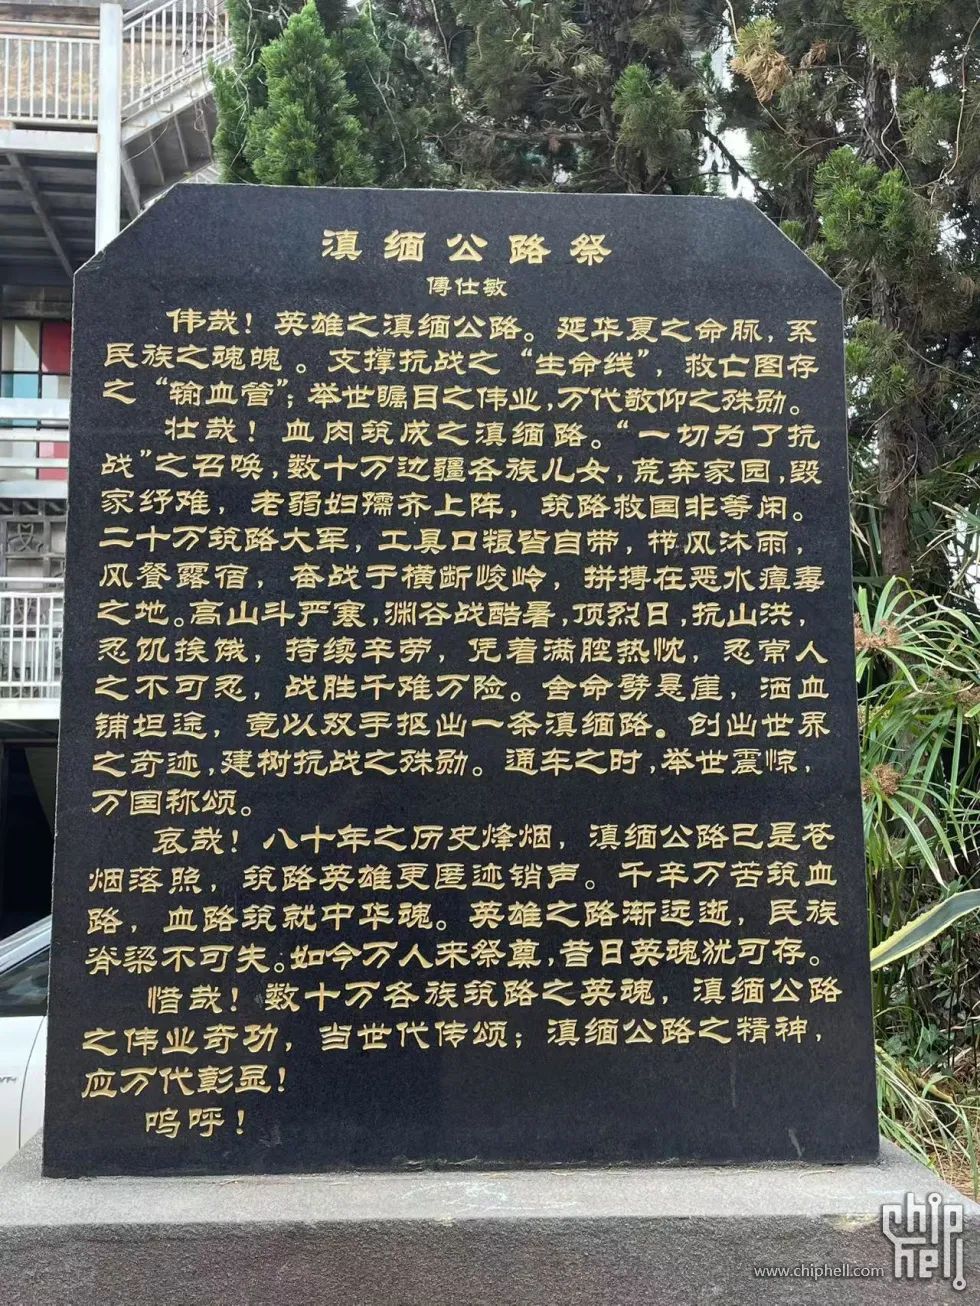 滇缅公路祭
傅仕敏
伟哉！英雄之滇缅公路。延华夏之命脉，系
民族之魂魄。支撑抗战之“生命线”，救亡图存
之“输血管”；举世瞩目之伟业，万代敬仰之殊勋。
壮哉！血肉筑成之滇缅路。“一切为了抗
战”之召唤，数十万边疆各族儿女，荒弃家园，毁
家纾难，老弱妇孺齐上阵，筑路救国非等闲。
二十万筑路大军，工具口粮皆自带，栉风沐雨，
风餐露宿，奋战于横断峻岭，拼搏在恶水瘴毒
之地。高山斗严寒，渊谷战酷暑，顶烈日，抗山洪，
忍饥挨饿，持续辛劳，凭着满腔热忱，忍常人
之不可忍，战胜千难万险。舍命劈悬崖，洒血
铺坦途，竟以双手抠出一条滇缅路。创出世界
之奇迹，建树抗战之殊勋。通车之时，举世震惊，
万国称颂。
哀哉！八十年之历史烽烟，滇缅公路已是苍
烟落照，筑路英雄更匿迹销声。千辛万苦筑血
路，血路筑就中华魂。英雄之路渐远逝，民族
脊梁不可失。如今万人来祭奠，昔日英魂犹可存。
惜哉！数十万各族筑路之英魂，滇缅公路
之伟业奇功，当世代传颂；滇缅公路之精神，
应万代彰显！
呜呼！
www.chiphell.com
chip
hell